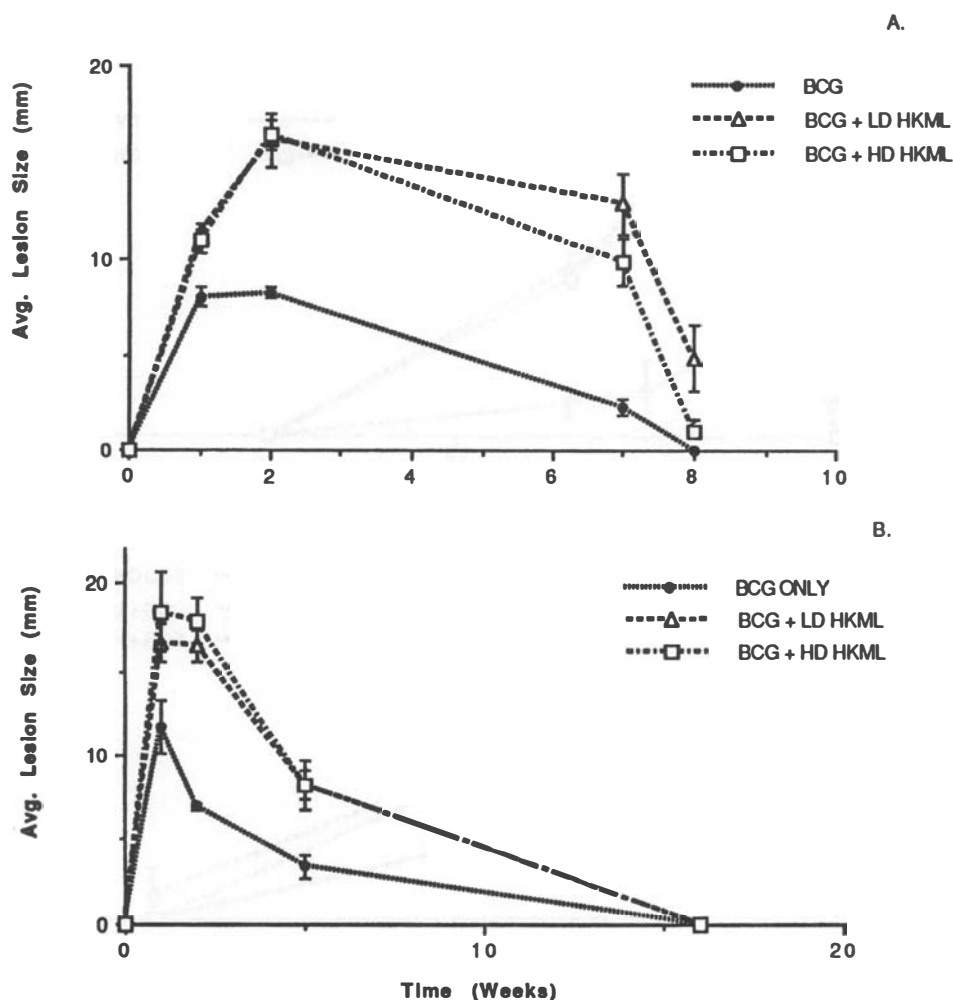 A.
Avg. Lesion Size (mm)
20
10
0
BCG
BCG + LD HKML
BCG + HD HKML
0 2 4 6 8 10
B.
Avg. Lesion Size (mm)
20
10
0
BCG ONLY
BCG + LD HKML
BCG + HD HKML
0 10 20
Time (Weeks)